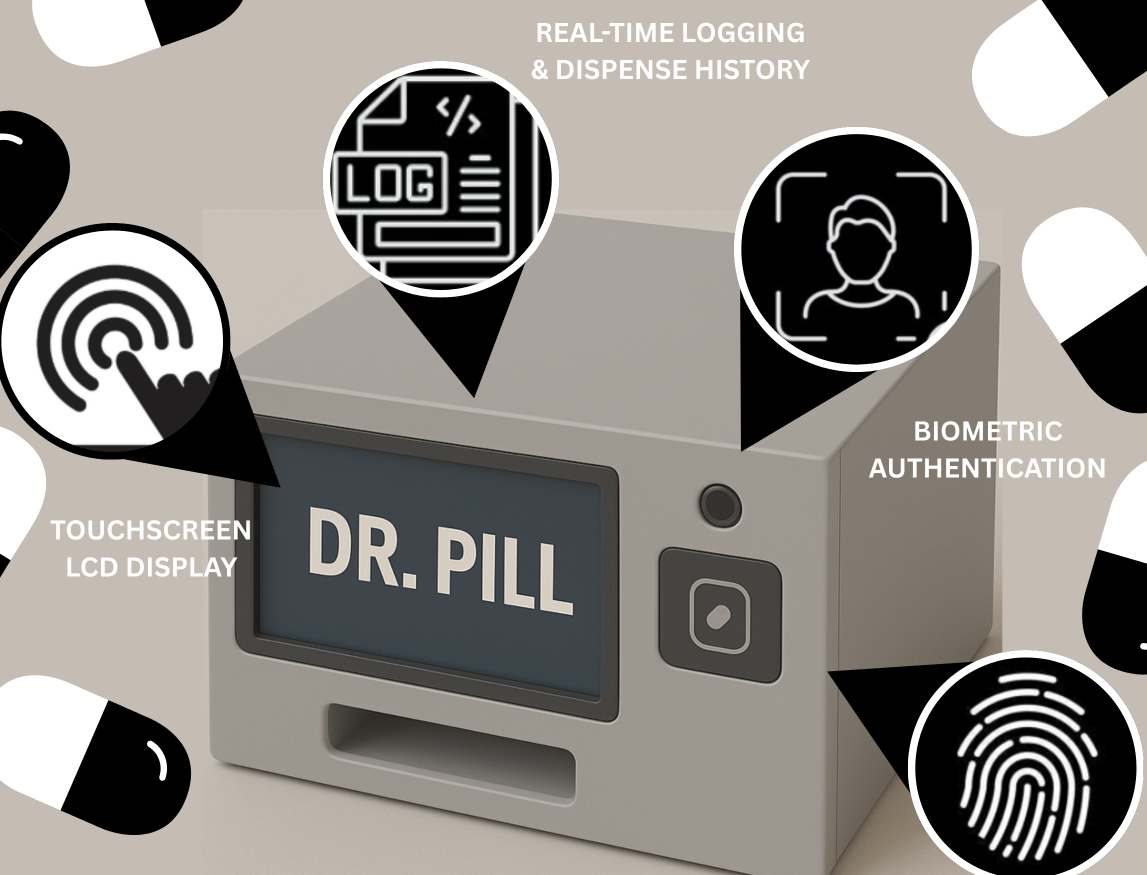 REAL-TIME LOGGING
& DISPENSE HISTORY
</>
LOG
BIOMETRIC
AUTHENTICATION
TOUCHSCREEN
LCD DISPLAY
DR. PILL